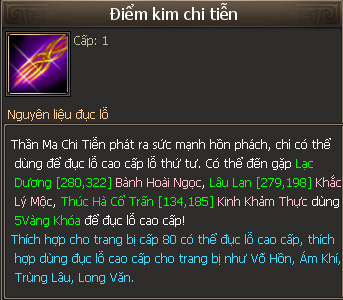 Điểm kim chi tiễn
Cấp: 1
Nguyên liệu đục lỗ
Thần Ma Chi Tiễn phát ra sức mạnh hồn phách, chỉ có thể
dùng để đục lỗ cao cấp lỗ thứ tư. Có thể đến gặp Lạc
Dương [280,322] Bành Hoài Ngọc, Lâu Lan [279,198] Khắc
Lý Mộc, Thúc Hà Cổ Trấn [134,185] Kinh Khảm Thực dùng
5Vàng Khóa để đục lỗ cao cấp!
Thích hợp cho trang bị cấp 80 có thể đục lỗ cao cấp, thích
hợp dùng đục lỗ cao cấp cho trang bị như Võ Hồn, Ám Khí,
Trùng Lâu, Long Văn.